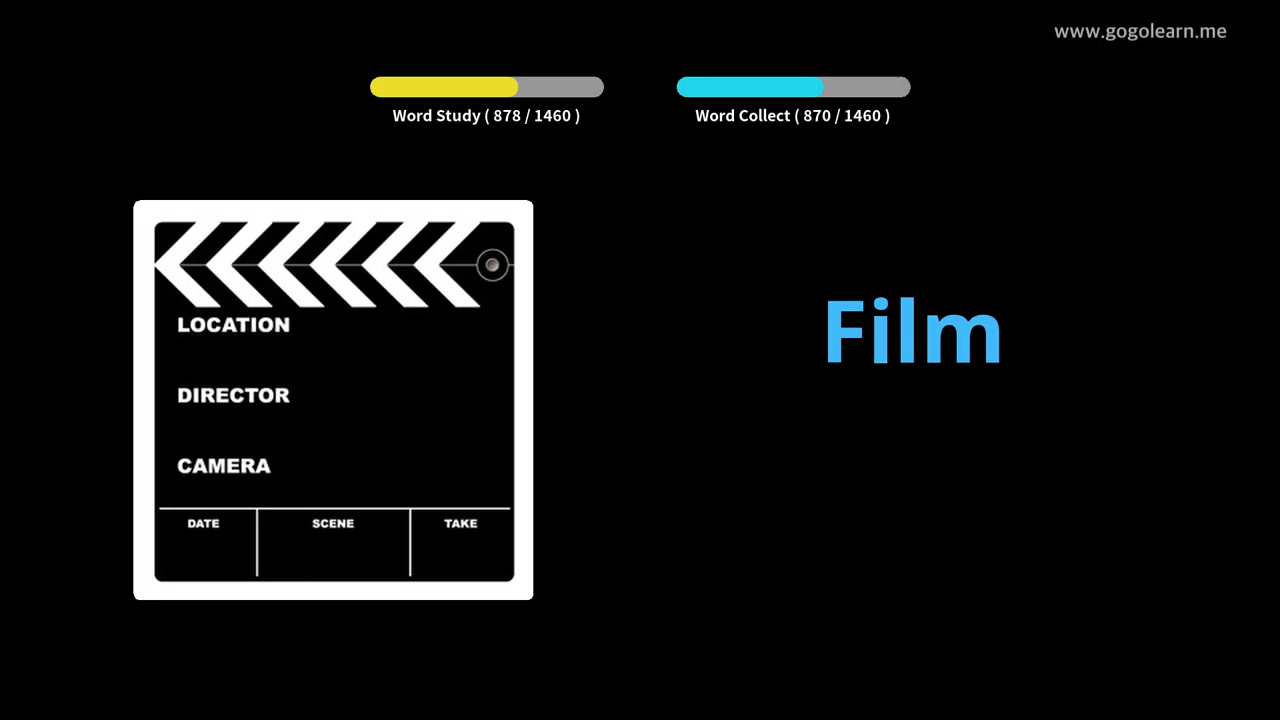 www.gogolearn.me
Word Study ( 878 / 1460 )
Word Collect ( 870 / 1460 )
LOCATION
DIRECTOR
CAMERA
DATE
SCENE
TAKE
Film